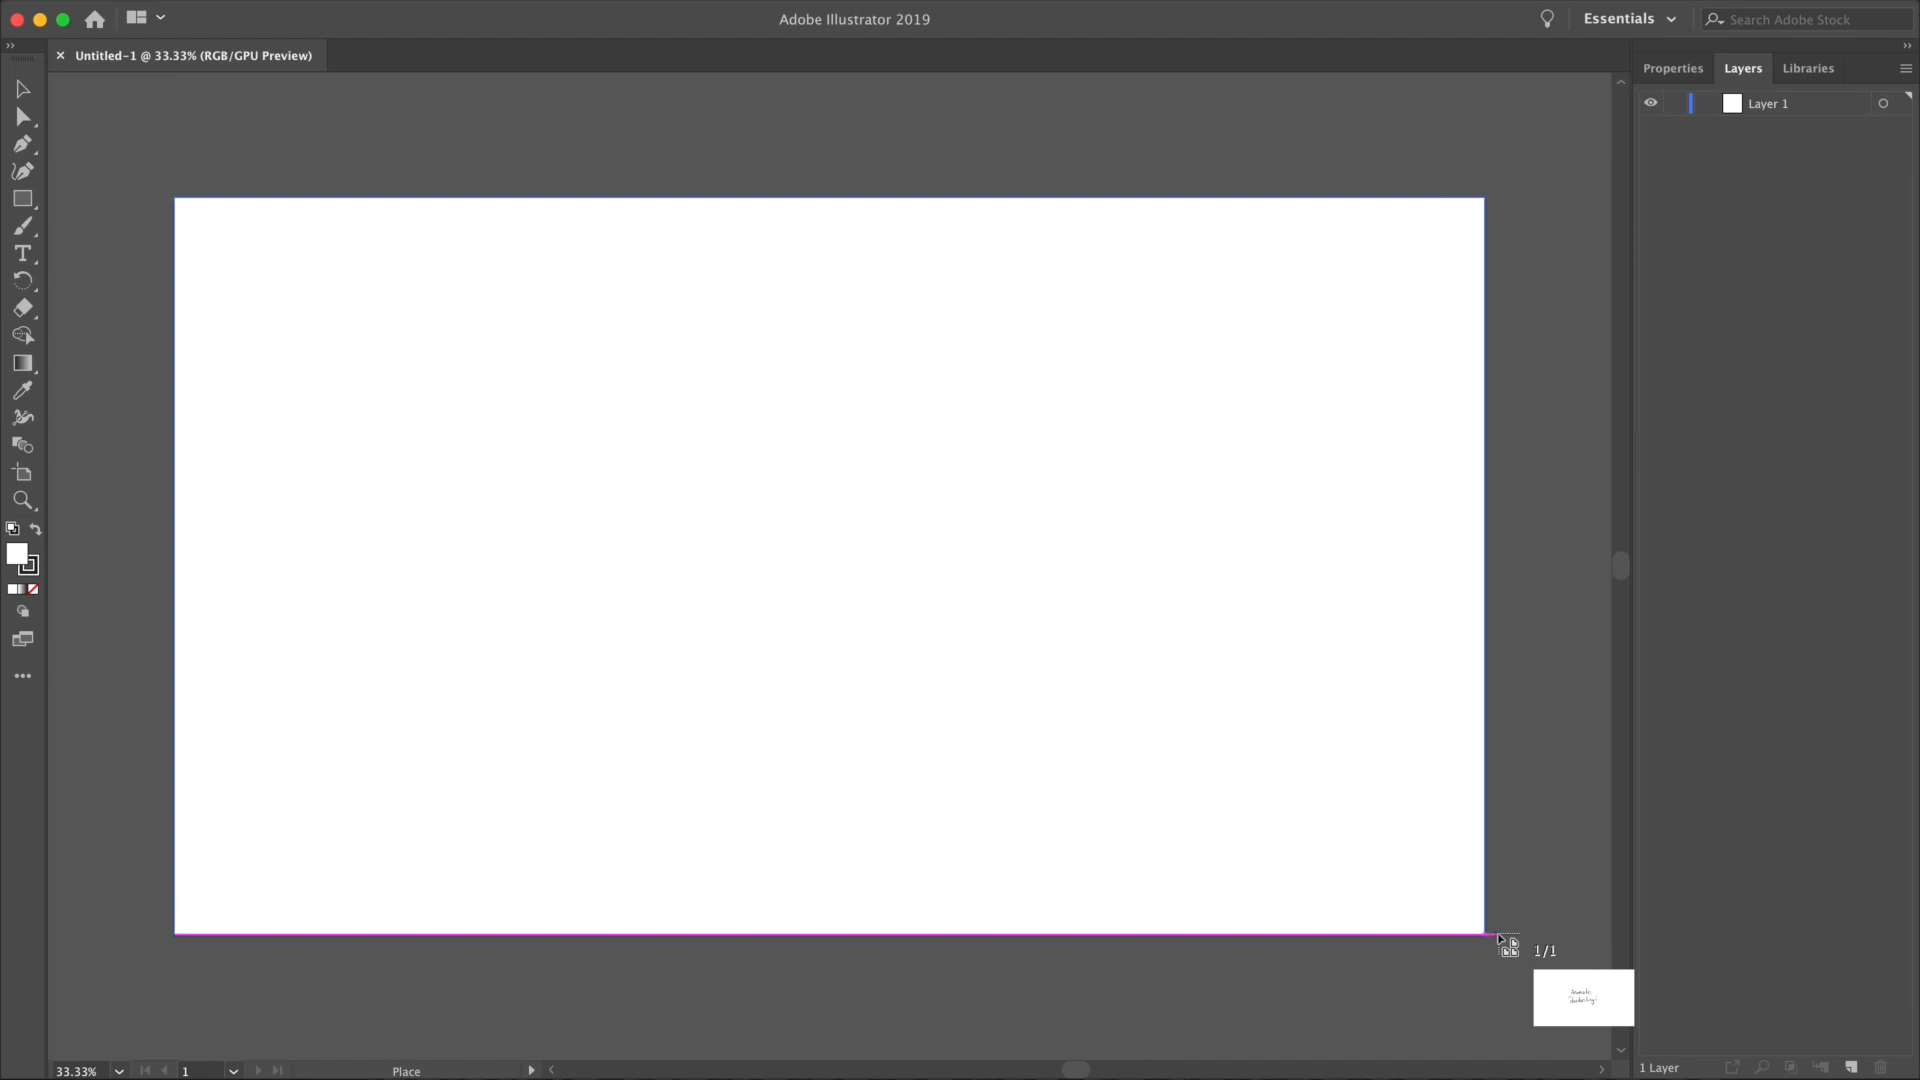 Adobe Illustrator 2019
Essentials
Search Adobe Stock
Untitled-1 @ 33.33% (RGB/GPU Preview)
Properties
Layers
Libraries
Layer 1
1/1
33.33%
1
Place
1 Layer